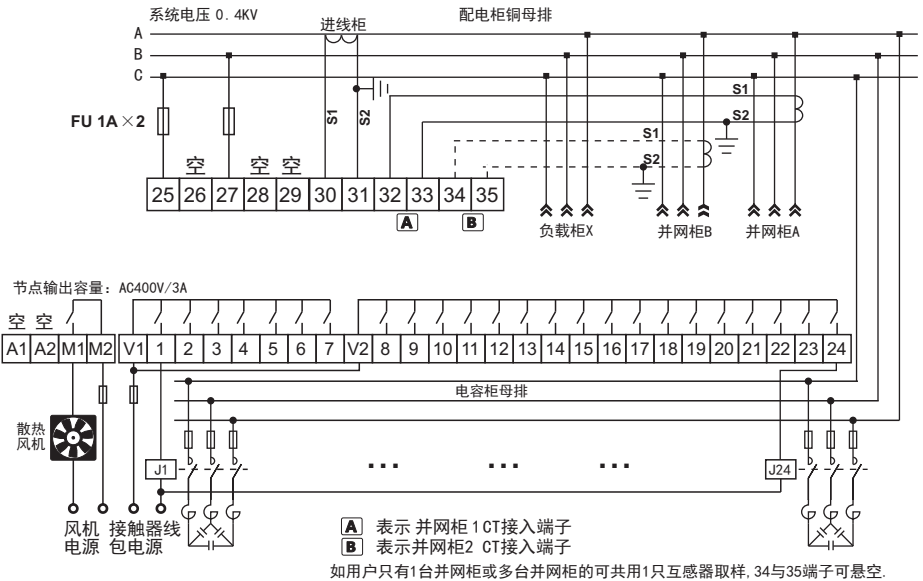 系统电压 0.4KV
配电柜铜母排
进线柜
A
B
C
FU 1A×2
S1
S2
S1
S2
S1
S2
空
空 空
25 26 27 28 29 30 31 32 33 34 35
A
B
负载柜X
并网柜B
并网柜A
节点输出容量: AC400V/3A
空 空
A1 A2 M1 M2 V1 1 2 3 4 5 6 7 V2 8 9 10 11 12 13 14 15 16 17 18 19 20 21 22 23 24
电容柜母排
散热
风机
J1
...
...
...
J24
风机
电源
接触器线
包电源
A 表示 并网柜 1 CT接入端子
B 表示并网柜2 CT接入端子
如用户只有1台并网柜或多台并网柜的可共用1只互感器取样, 34与35端子可悬空.